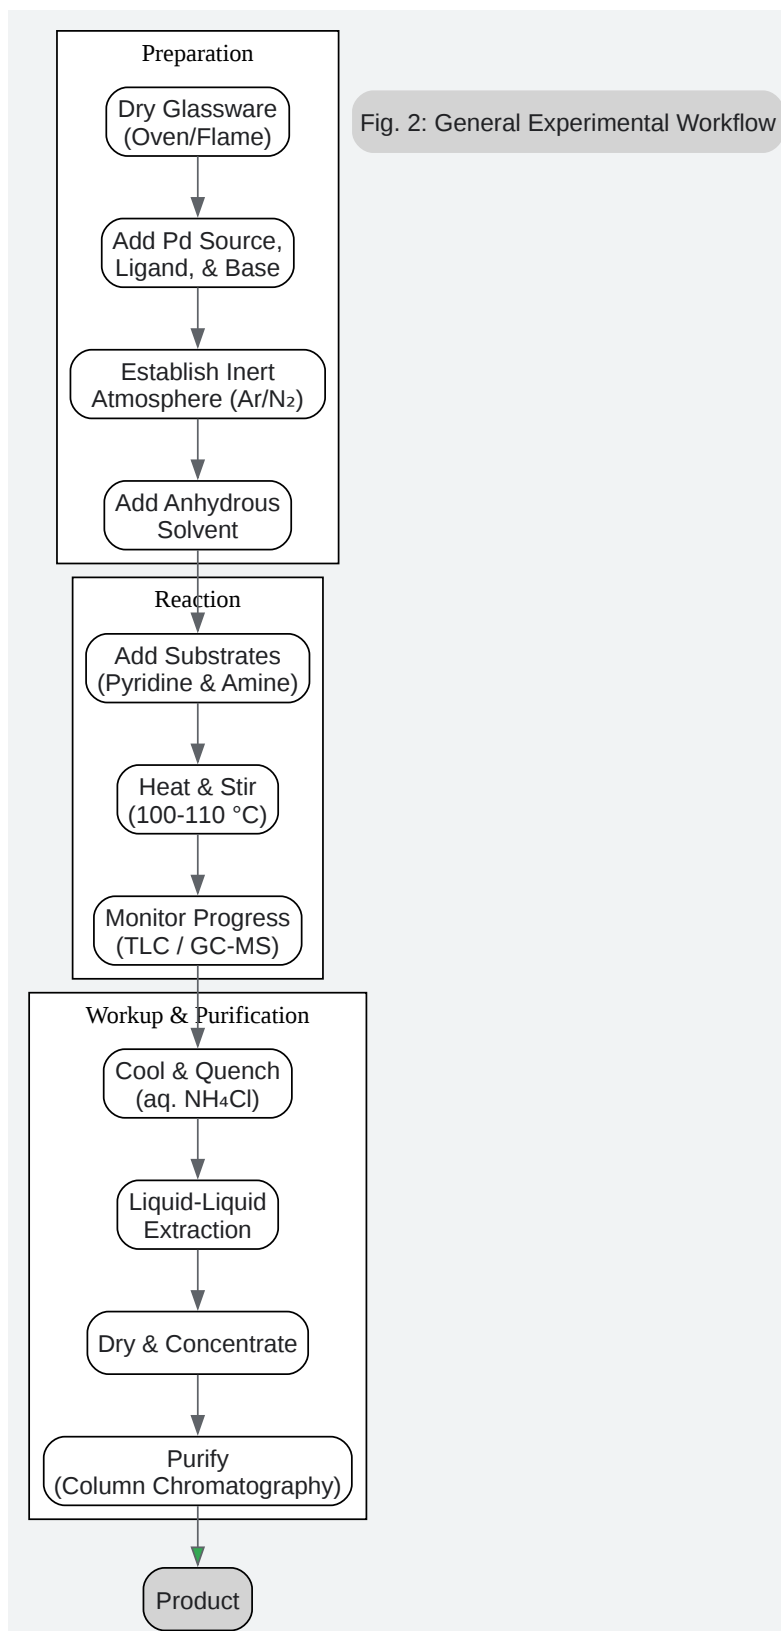 Preparation
Dry Glassware
(Oven/Flame)
Fig. 2: General Experimental Workflow
Add Pd Source,
Ligand, & Base
Establish Inert
Atmosphere (Ar/N₂)
Add Anhydrous
Solvent
Reaction
Add Substrates
(Pyridine & Amine)
Heat & Stir
(100-110 °C)
Monitor Progress
(TLC / GC-MS)
Workup & Purification
Cool & Quench
(aq. NH₄Cl)
Liquid-Liquid
Extraction
Dry & Concentrate
Purify
(Column Chromatography)
Product